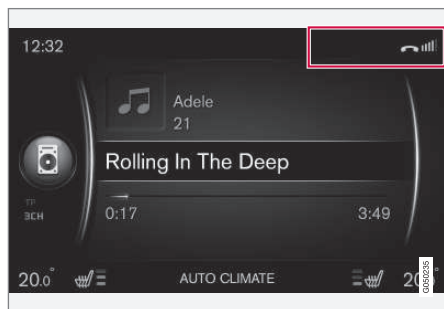 12:32
Adele
21
Rolling In The Deep
TP
3CH
0:17 3:49
20.0° AUTO CLIMATE
G050235